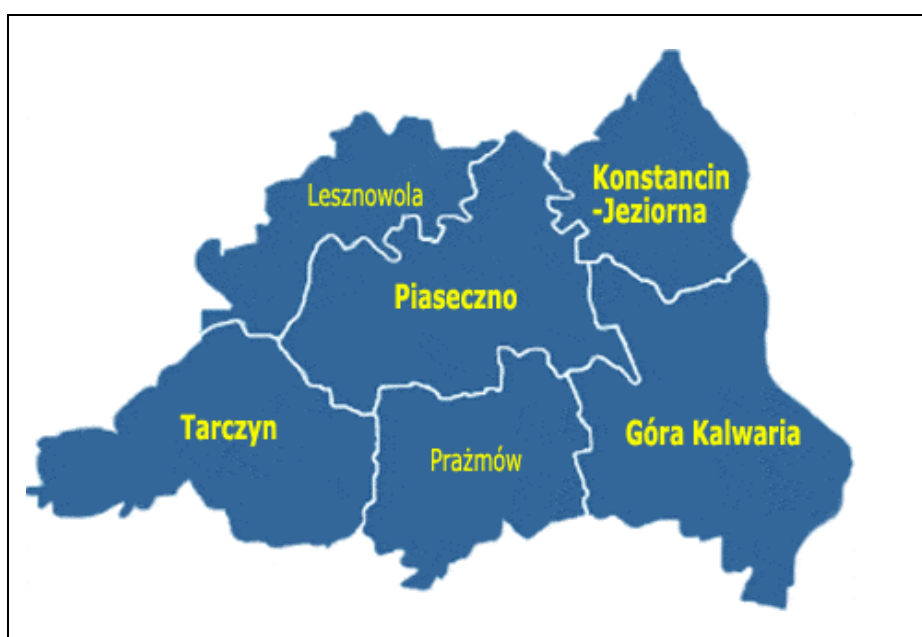 Lesznowola
Konstancin
-Jeziorna
Piaseczno
Tarczyn
Prażmów
Góra Kalwaria